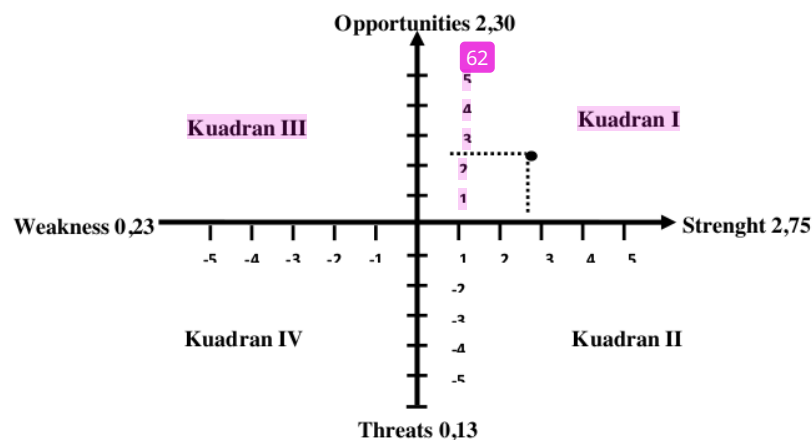 Opportunities 2,30
62
5
4
Kuadran III
Kuadran I
3
2
1
Weakness 0,23
Strenght 2,75
-5 -4 -3 -2 -1 1 2 3 4 5
-2
-3
Kuadran IV
Kuadran II
-4
-5
Threats 0,13